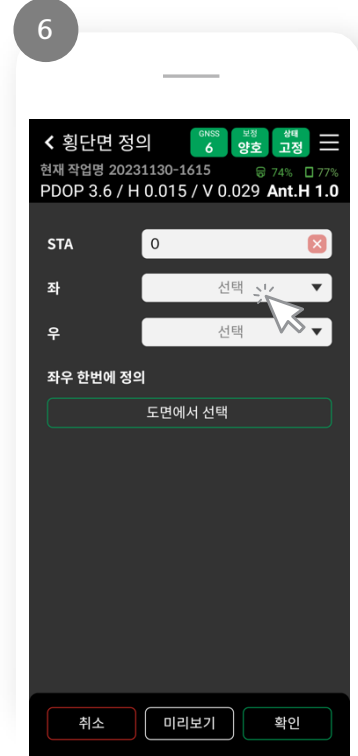 6
횡단면 정의 GNSS 6 보정 양호 상태 고정
현재 작업명 20231130-1615 74% 77%
PDOP 3.6 / H 0.015 / V 0.029 Ant.H 1.0
STA 0
좌 선택
우 선택
좌우 한번에 정의
도면에서 선택
취소 미리보기 확인